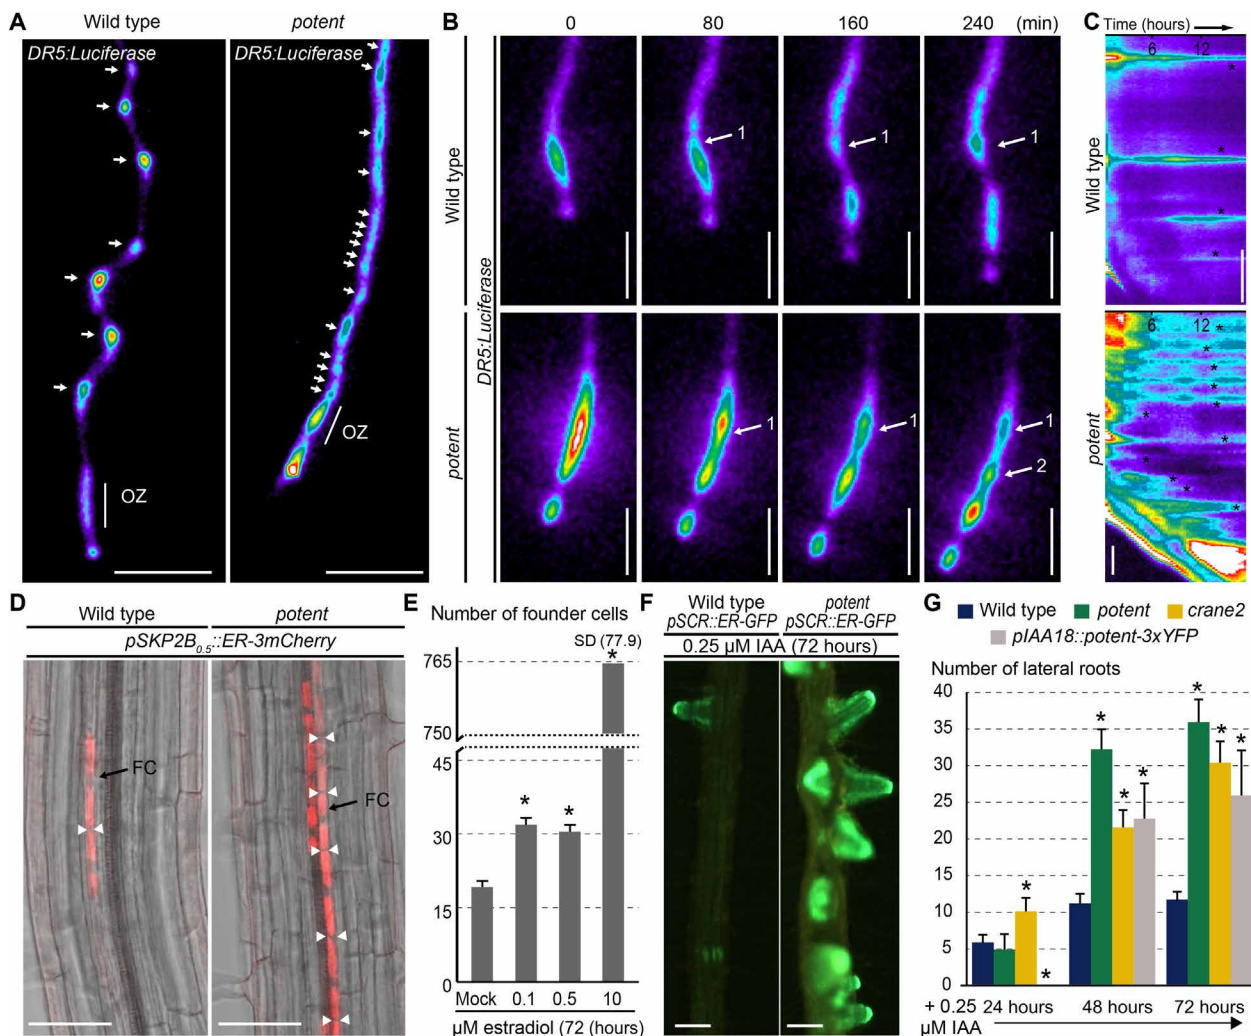 A
Wild type
potent
DR5:Luciferase
DR5:Luciferase
OZ
OZ
B
0
80
160
240
(min)
DR5:Luciferase
Wild type
1
1
1
potent
1
1
1
2
C
Time (hours)
6
12
Wild type
*
*
*
*
6
12
potent
*
*
*
*
*
*
*
*
*
*
*
D
Wild type
potent
pSKP2B0.5::ER-3mCherry
FC
FC
E
Number of founder cells
SD (77.9)
765
750
45
30
15
0
*
*
*
Mock
0.1
0.5
10
µM estradiol (72 (hours)
F
Wild type
pSCR::ER-GFP
potent
pSCR::ER-GFP
0.25 µM IAA (72 hours)
G
Wild type
potent
crane2
pIAA18::potent-3xYFP
Number of lateral roots
40
35
30
25
20
15
10
5
0
*
*
*
*
*
*
*
*
+ 0.25
µM IAA
24 hours
48 hours
72 hours